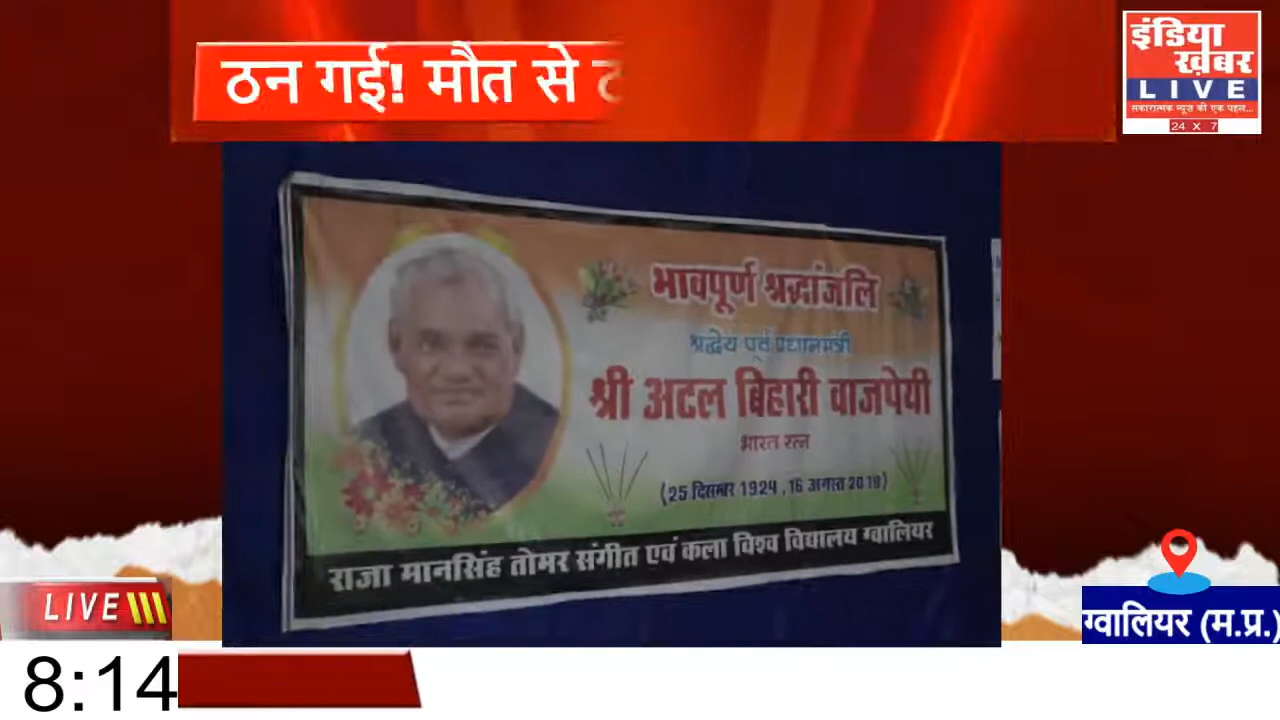 ठन गई! मौत से
इंडिया
ख़बर
LIVE
सकारात्मक न्यूज की एक पहल...
24 X 7
भावपूर्ण श्रद्धांजलि
श्रद्धेय पूर्व प्रधानमंत्री
श्री अटल बिहारी वाजपेयी
भारत रत्न
(25 दिसम्बर 1924 , 16 अगस्त 2018)
राजा मानसिंह तोमर संगीत एवं कला विश्व विद्यालय ग्वालियर
LIVE
ग्वालियर (म.प्र.)
8:14